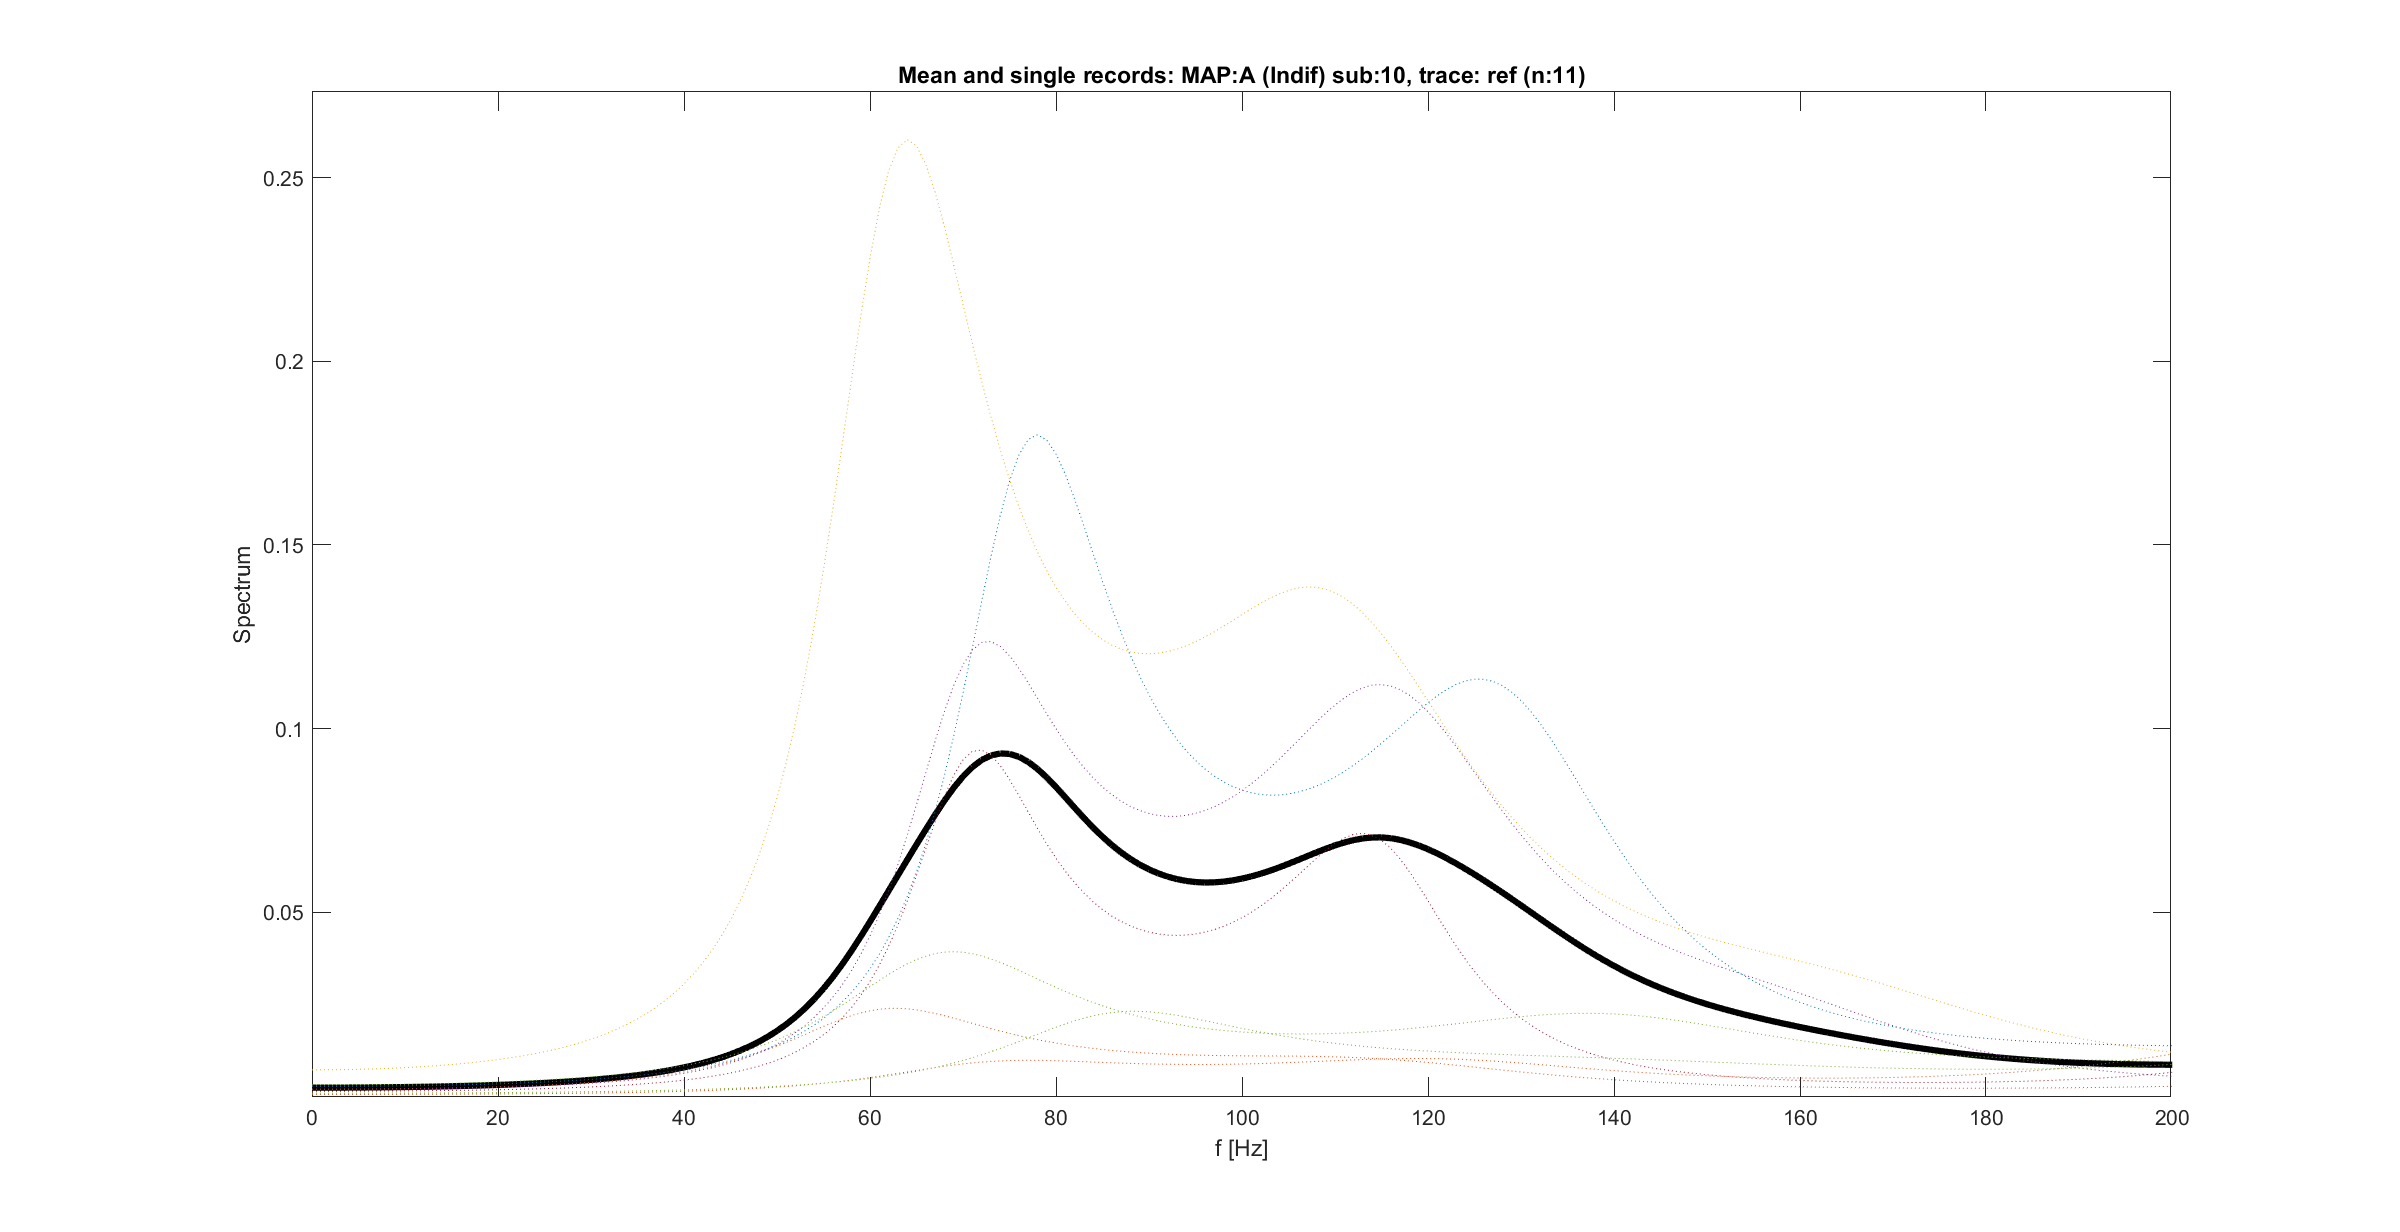 Mean and single records: MAP:A (Indif) sub:10, trace: ref (n:11)
0.25
0.2
0.15
0.1
0.05
Spectrum
0 20 40 60 80 100 120 140 160 180 200
f [Hz]